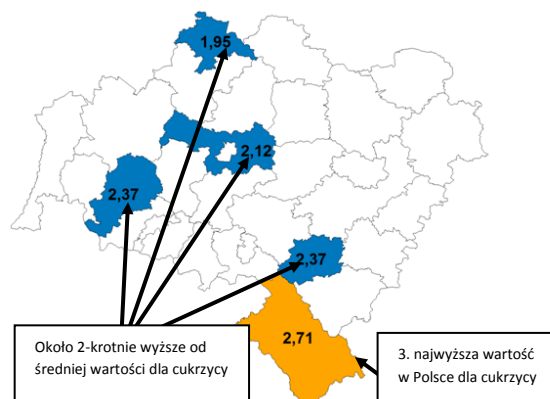 1,95
2,12
2,37
2,37
2,71
Około 2-krotnie wyższe od
średniej wartości dla cukrzycy
3. najwyższa wartość
w Polsce dla cukrzycy